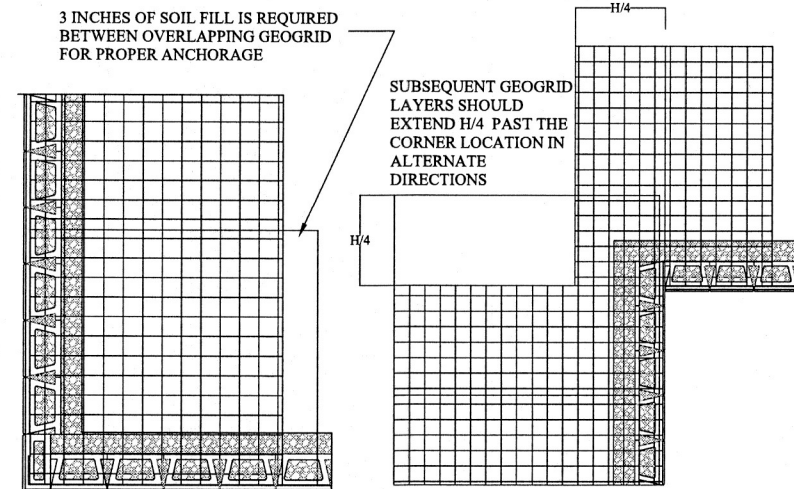 3 INCHES OF SOIL FILL IS REQUIRED
BETWEEN OVERLAPPING GEOGRID
FOR PROPER ANCHORAGE
H/4
SUBSEQUENT GEOGRID
LAYERS SHOULD
EXTEND H/4 PAST THE
CORNER LOCATION IN
ALTERNATE
DIRECTIONS
H/4